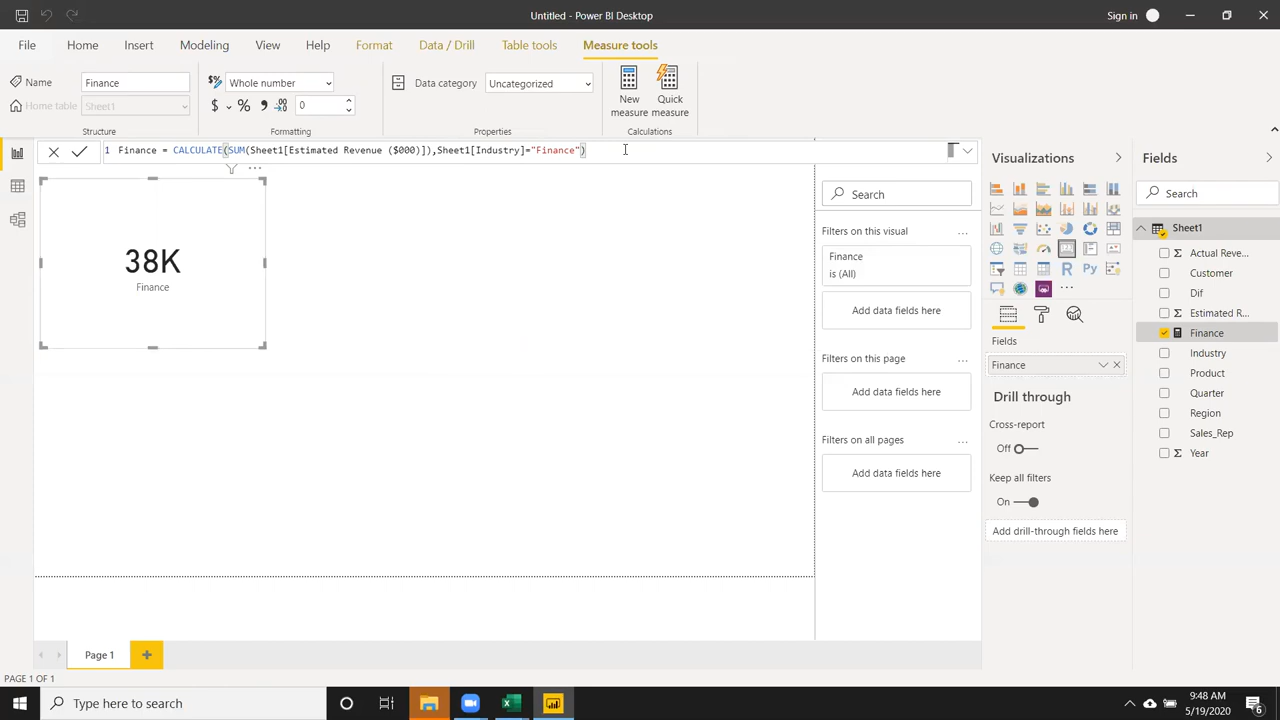 Untitled - Power BI Desktop
Sign in
File
Home
Insert
Modeling
View
Help
Format
Data / Drill
Table tools
Measure tools
Name
Finance
Home table
Sheet1
Structure
$%
Whole number
$
%
0
Formatting
Data category
Uncategorized
Properties
New measure
Quick measure
Calculations
1 Finance = CALCULATE(SUM(Sheet1[Estimated Revenue ($000)]),Sheet1[Industry]="Finance")
38K
Finance
Search
Filters on this visual
...
Finance
is (All)
Add data fields here
Filters on this page
...
Add data fields here
Filters on all pages
...
Add data fields here
Visualizations
R
Py
...
Fields
Finance
Drill through
Cross-report
Off
Keep all filters
On
Add drill-through fields here
Fields
Search
Sheet1
Σ Actual Reve...
Customer
Dif
Σ Estimated R...
Finance
Industry
Product
Quarter
Region
Sales_Rep
Σ Year
Page 1
PAGE 1 OF 1
Type here to search
9:48 AM
5/19/2020
6